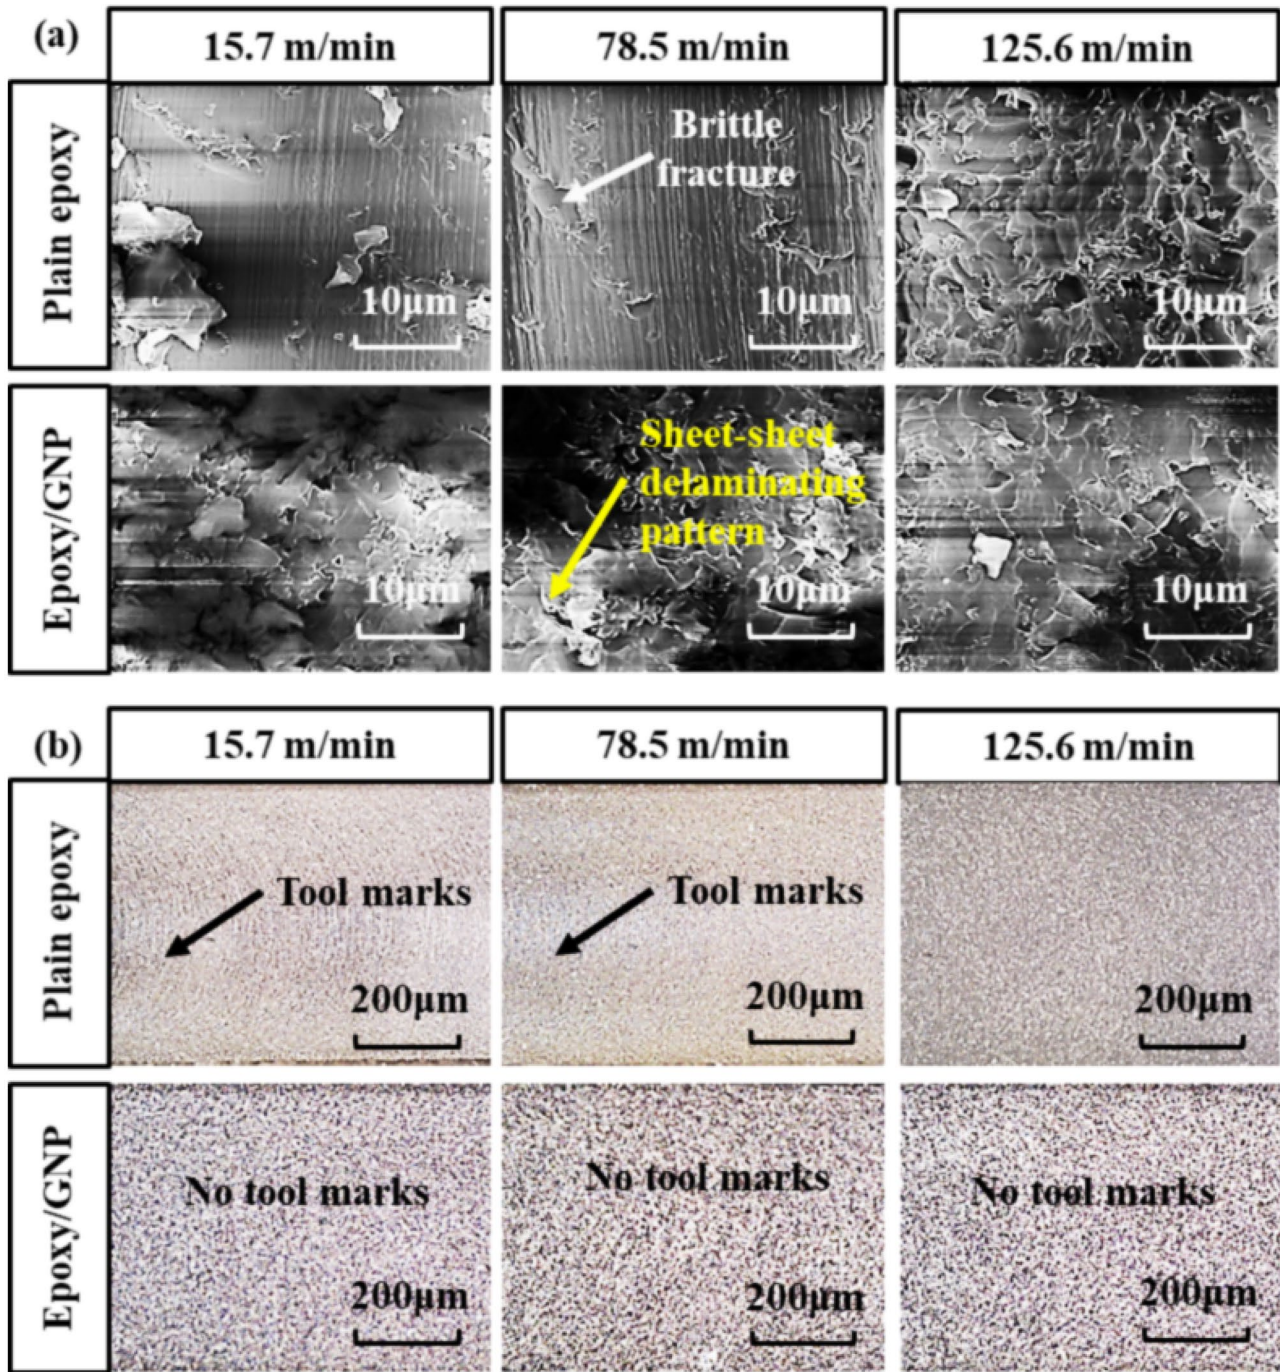 (a)
15.7 m/min
78.5 m/min
125.6 m/min
Plain epoxy
Brittle
fracture
10μm
10μm
10μm
Epoxy/GNP
Sheet-sheet
delaminating
pattern
10μm
10μm
10μm
(b)
15.7 m/min
78.5 m/min
125.6 m/min
Plain epoxy
Tool marks
Tool marks
200μm
200μm
200μm
Epoxy/GNP
No tool marks
No tool marks
No tool marks
200μm
200μm
200μm